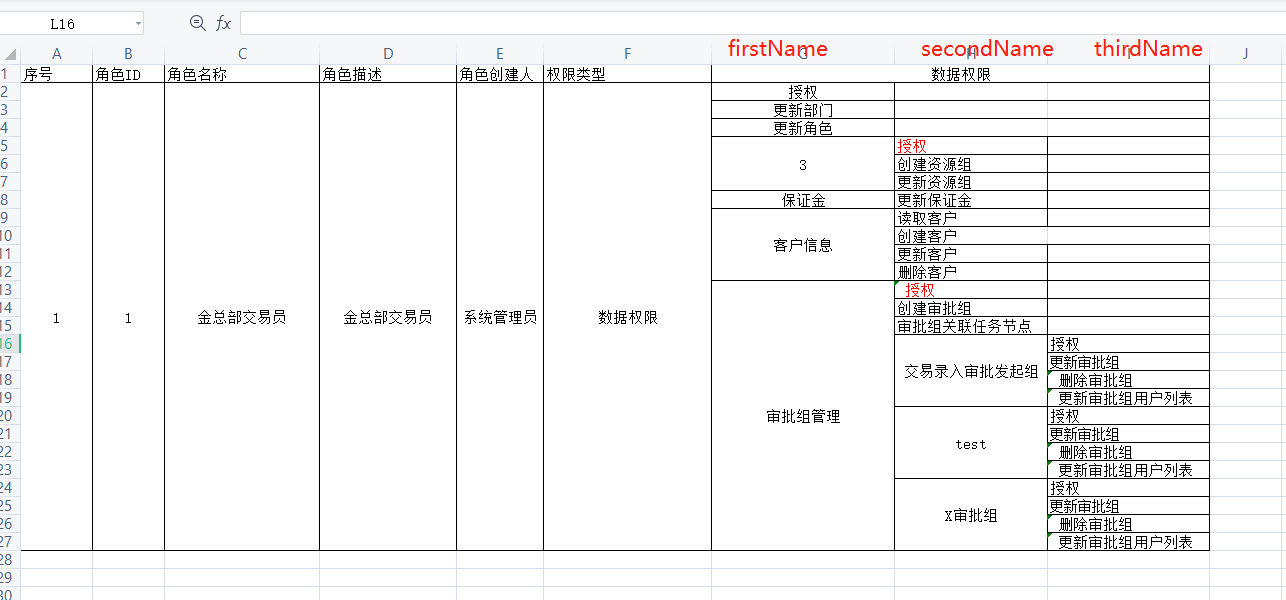 L16 fx
firstName secondName thirdName
A B C D E F G H I J
1 序号 角色ID 角色名称 角色描述 角色创建人 权限类型 数据权限
2 授权
3 更新部门
4 更新角色
5 授权
6 3 创建资源组
7 更新资源组
8 保证金 更新保证金
9 读取客户
10 客户信息 创建客户
11 更新客户
12 删除客户
13 授权
14 创建审批组
15 1 1 金总部交易员 金总部交易员 系统管理员 数据权限 审批组关联任务节点
16 授权
17 交易录入审批发起组 更新审批组
18 删除审批组
19 更新审批组用户列表
20 审批组管理 授权
21 test 更新审批组
22 删除审批组
23 更新审批组用户列表
24 授权
25 X审批组 更新审批组
26 删除审批组
27 更新审批组用户列表
28
29
30